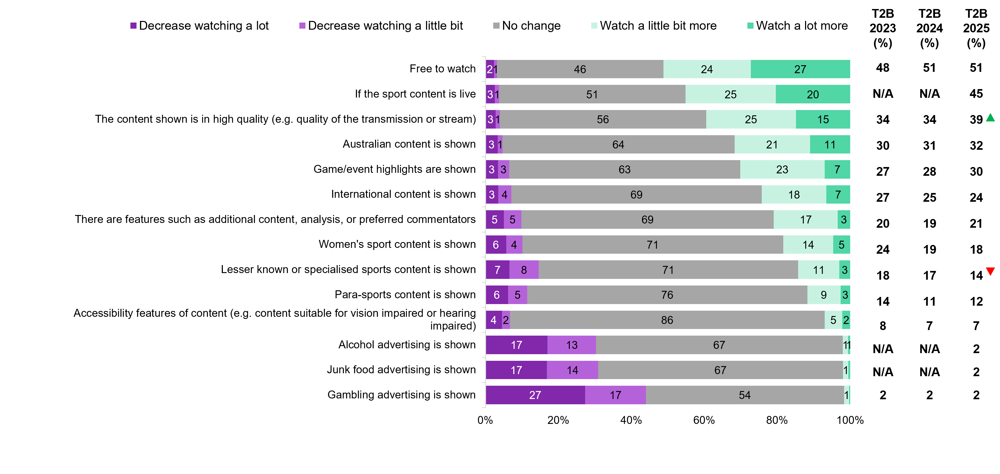 Decrease watching a lot Decrease watching a little bit No change Watch a little bit more Watch a lot more
T2B 2023 (%) T2B 2024 (%) T2B 2025 (%)
Free to watch 2 1 46 24 27 48 51 51
If the sport content is live 3 1 51 25 20 N/A N/A 45
The content shown is in high quality (e.g. quality of the transmission or stream) 3 1 56 25 15 34 34 39
Australian content is shown 3 1 64 21 11 30 31 32
Game/event highlights are shown 3 3 63 23 7 27 28 30
International content is shown 3 4 69 18 7 27 25 24
There are features such as additional content, analysis, or preferred commentators 5 5 69 17 3 20 19 21
Women's sport content is shown 6 4 71 14 5 24 19 18
Lesser known or specialised sports content is shown 7 8 71 11 3 18 17 14
Para-sports content is shown 6 5 76 9 3 14 11 12
Accessibility features of content (e.g. content suitable for vision impaired or hearing
impaired) 4 2 86 5 2 8 7 7
Alcohol advertising is shown 17 13 67 1 1 N/A N/A 2
Junk food advertising is shown 17 14 67 1 N/A N/A 2
Gambling advertising is shown 27 17 54 1 2 2 2
0% 20% 40% 60% 80% 100%